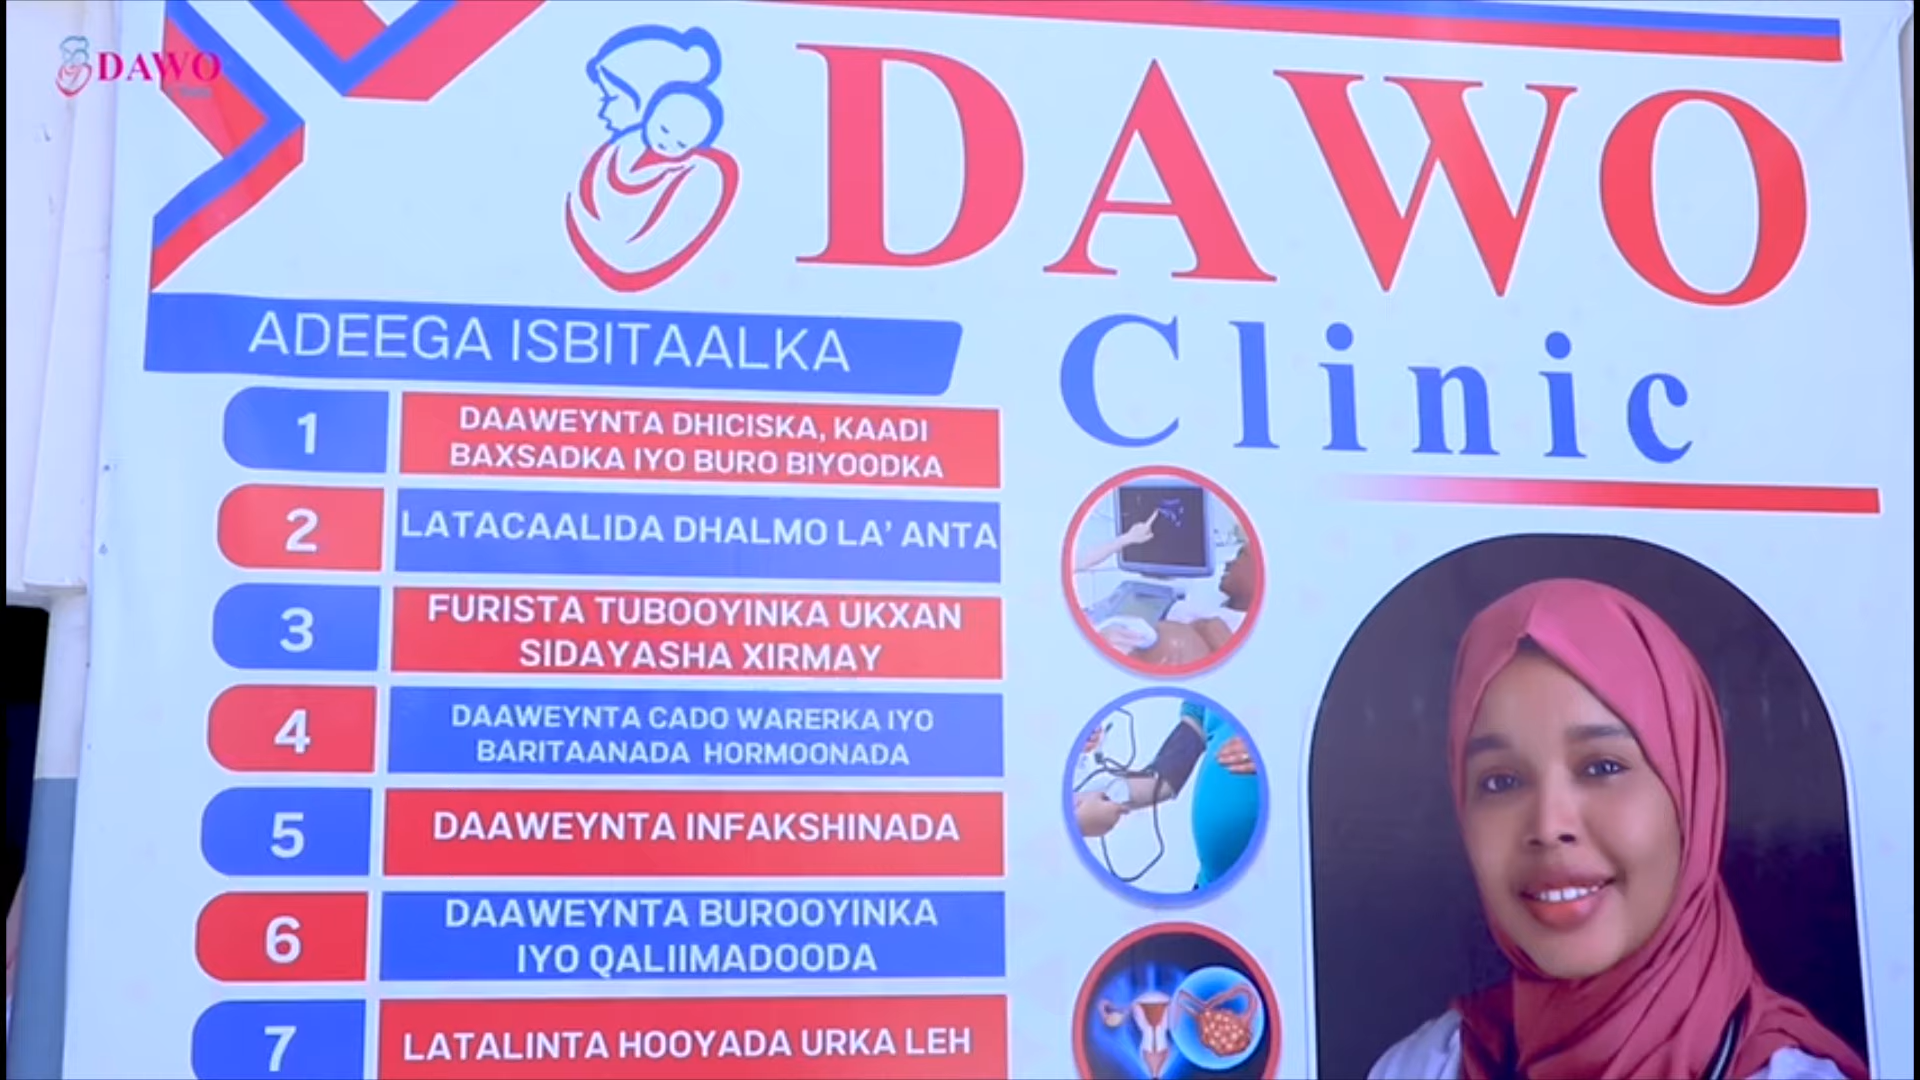 DAWO
DAWO
Clinic
ADEEGA ISBITAALKA
1
DAAWEYNTA DHICISKA, KAADI
BAXSADKA IYO BURO BIYOODKA
2
LATACAALIDA DHALMO LA' ANTA
3
FURISTA TUBOOYINKA UKXAN
SIDAYASHA XIRMAY
4
DAAWEYNTA CADO WARERKA IYO
BARITAANADA HORMOONADA
5
DAAWEYNTA INFAKSHINADA
6
DAAWEYNTA BUROOYINKA
IYO QALIIMADOODA
7
LATALINTA HOOYADA URKA LEH